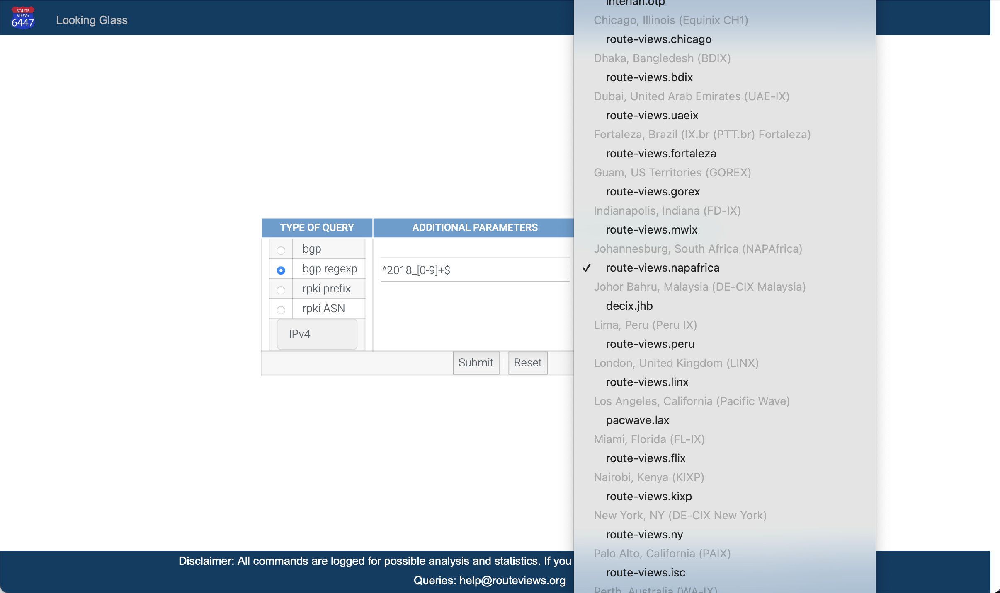 ROUTE
VIEWS
6447
Looking Glass
TYPE OF QUERY
ADDITIONAL PARAMETERS
bgp
bgp regexp
^2018_[0-9]+$
rpki prefix
rpki ASN
IPv4
Submit
Reset
interlan.otp
Chicago, Illinois (Equinix CH1)
route-views.chicago
Dhaka, Bangledesh (BDIX)
route-views.bdix
Dubai, United Arab Emirates (UAE-IX)
route-views.uaeix
Fortaleza, Brazil (IX.br (PTT.br) Fortaleza)
route-views.fortaleza
Guam, US Territories (GOREX)
route-views.gorex
Indianapolis, Indiana (FD-IX)
route-views.mwix
Johannesburg, South Africa (NAPAfrica)
✓ route-views.napafrica
Johor Bahru, Malaysia (DE-CIX Malaysia)
decix.jhb
Lima, Peru (Peru IX)
route-views.peru
London, United Kingdom (LINX)
route-views.linx
Los Angeles, California (Pacific Wave)
pacwave.lax
Miami, Florida (FL-IX)
route-views.flix
Nairobi, Kenya (KIXP)
route-views.kixp
New York, NY (DE-CIX New York)
route-views.ny
Palo Alto, California (PAIX)
route-views.isc
Perth, Australia (WA-IX)
Disclaimer: All commands are logged for possible analysis and statistics. If you
Queries: help@routeviews.org